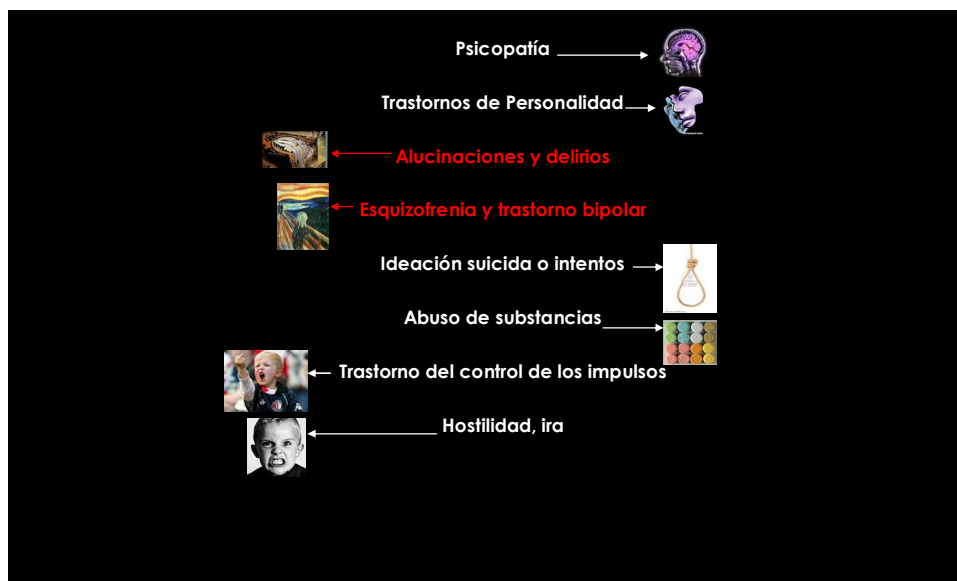 Psicopatía
Trastornos de Personalidad
Alucinaciones y delirios
Esquizofrenia y trastorno bipolar
Ideación suicida o intentos
Abuso de substancias
Trastorno del control de los impulsos
Hostilidad, ira